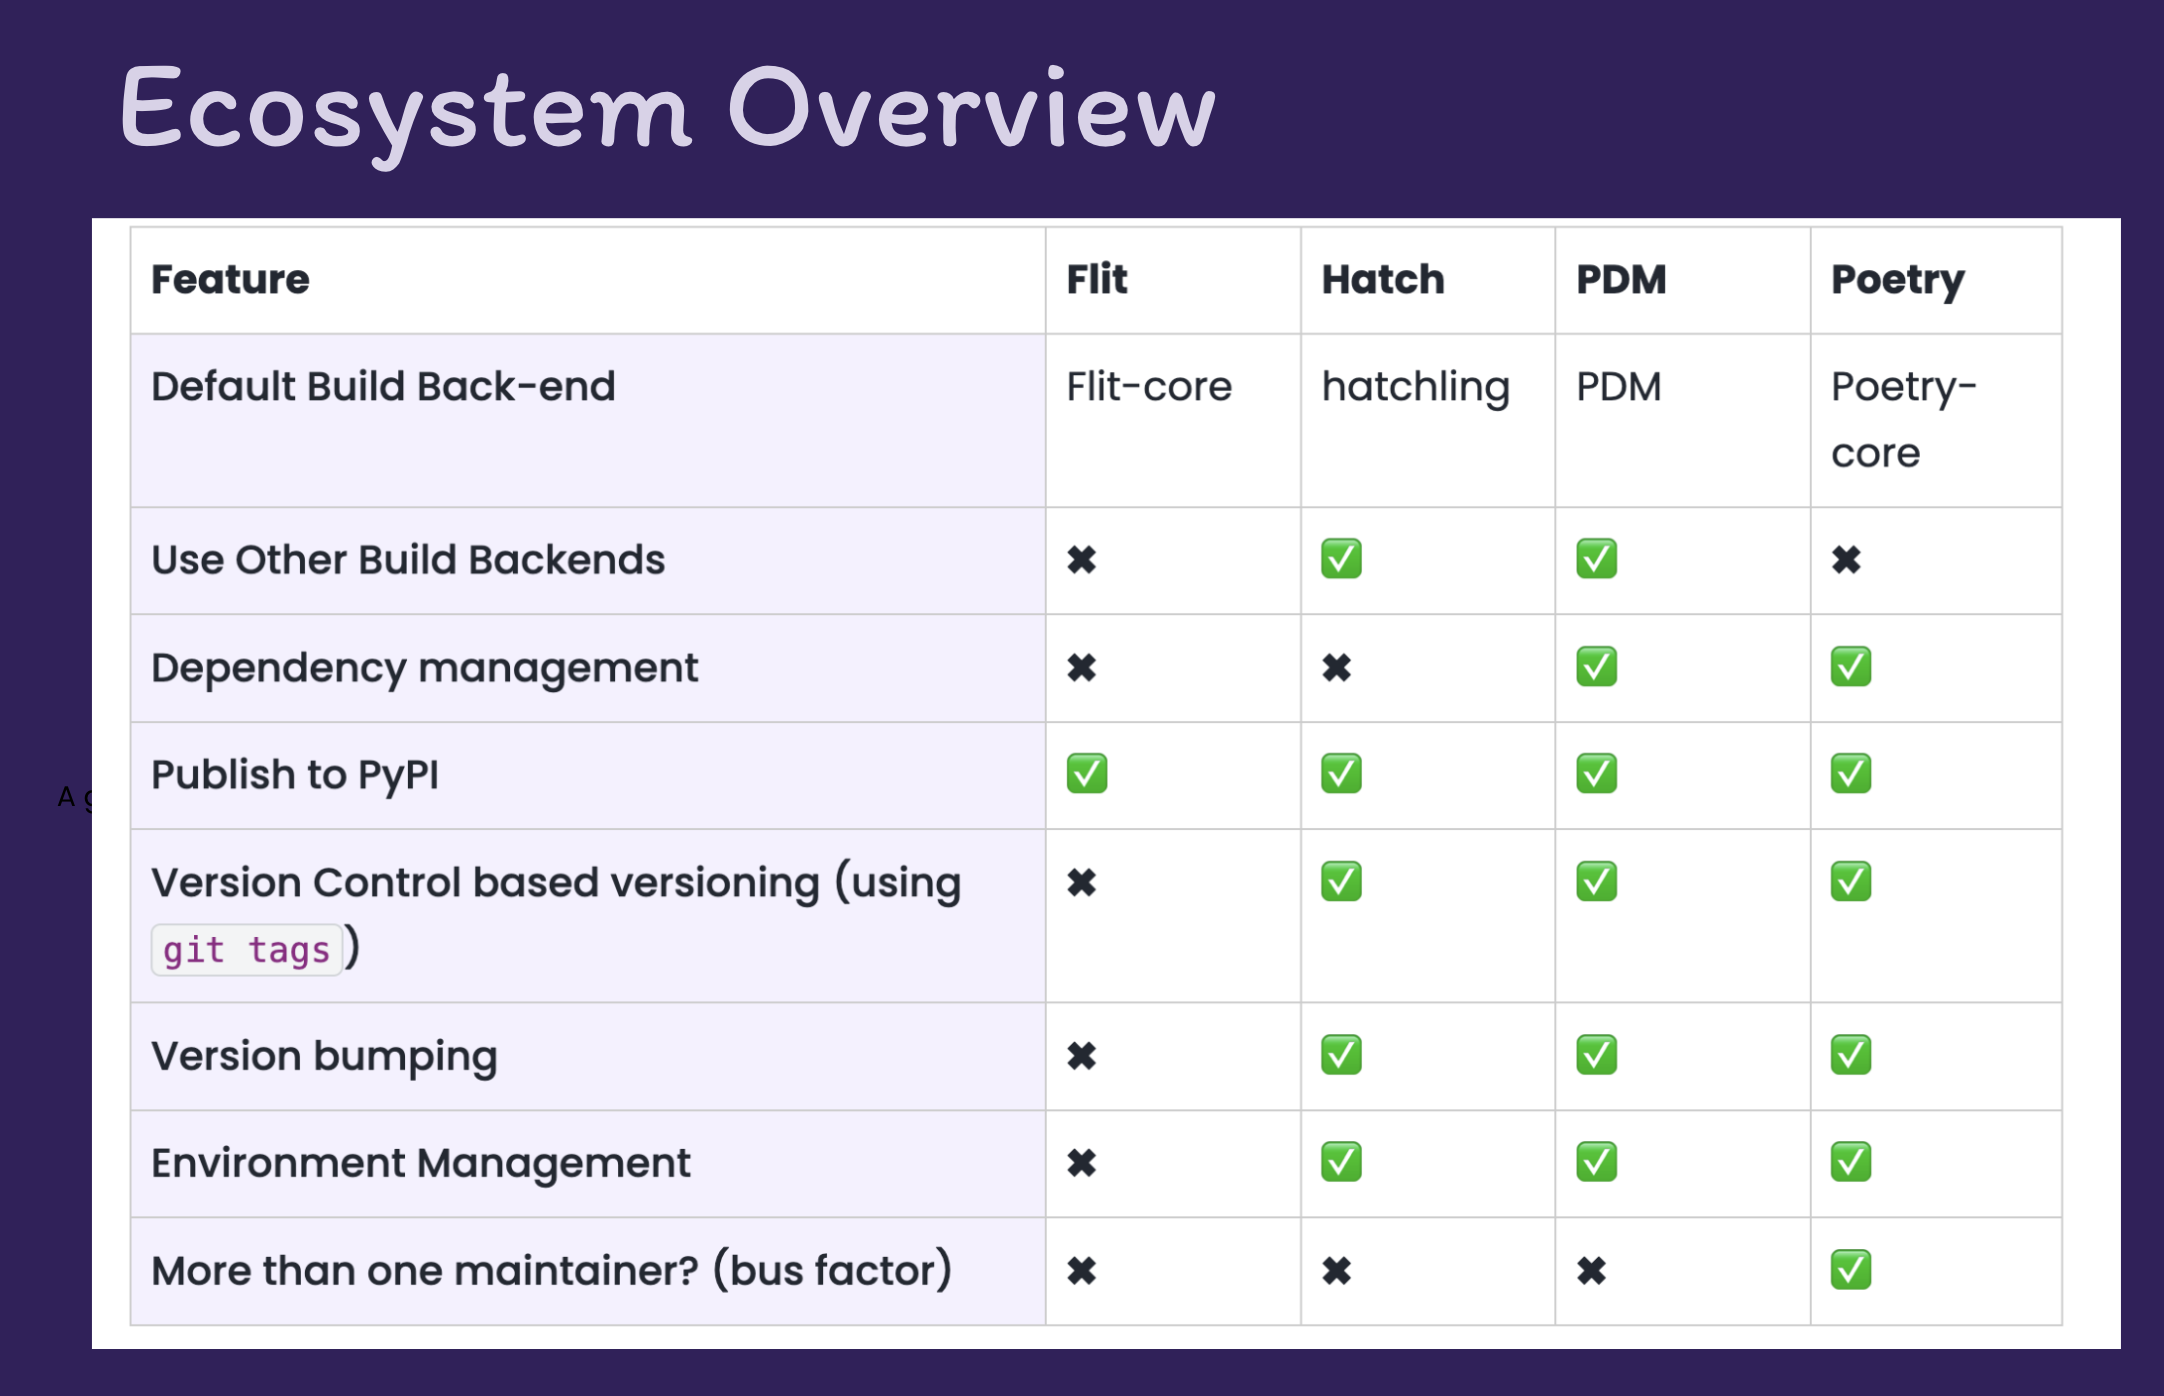 Ecosystem Overview
Feature Flit Hatch PDM Poetry
Default Build Back-end Flit-core hatchling PDM Poetry-
core
Use Other Build Backends ✖ ✅ ✅ ✖
Dependency management ✖ ✖ ✅ ✅
Publish to PyPI ✅ ✅ ✅ ✅
A
Version Control based versioning (using ✖ ✅ ✅ ✅
git tags)
Version bumping ✖ ✅ ✅ ✅
Environment Management ✖ ✅ ✅ ✅
More than one maintainer? (bus factor) ✖ ✖ ✖ ✅